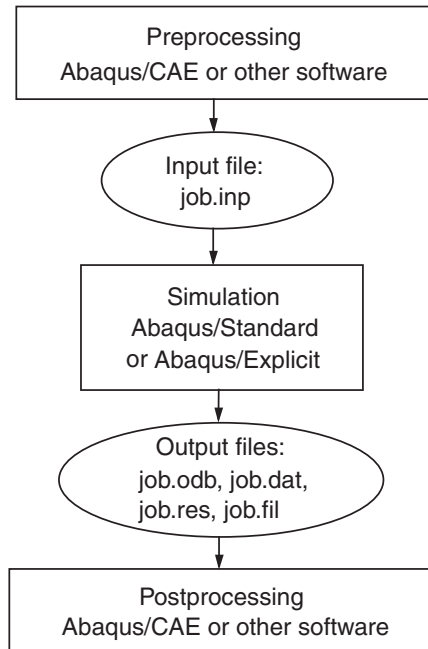 Preprocessing
Abaqus/CAE or other software
Input file:
job.inp
Simulation
Abaqus/Standard
or Abaqus/Explicit
Output files:
job.odb, job.dat,
job.res, job.fil
Postprocessing
Abaqus/CAE or other software